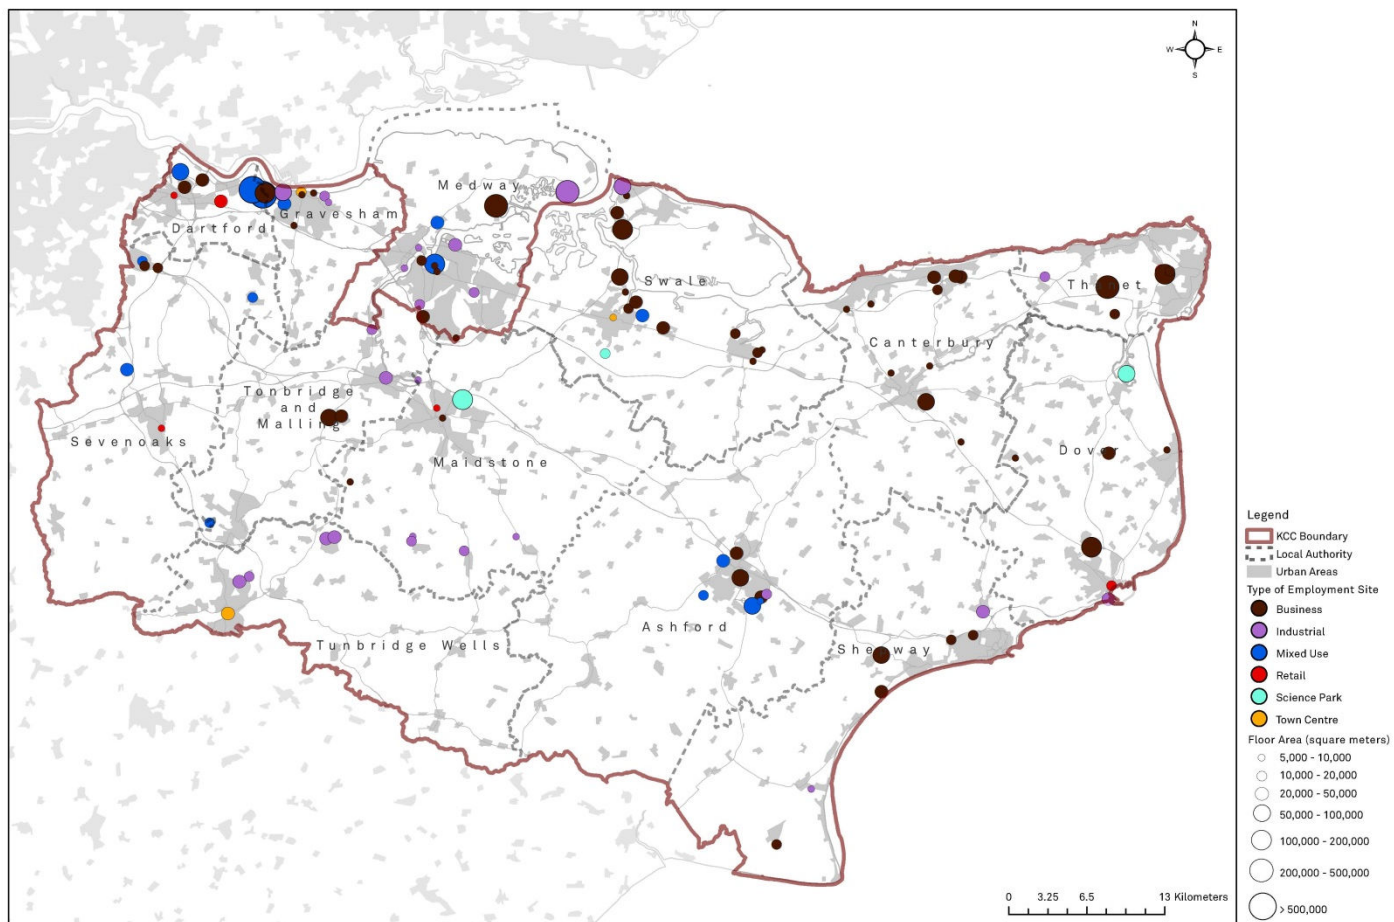 N
W
E
S
Medway
Gravesham
Dartford
Swale
Thanet
Canterbury
Tonbridge
and
Malling
Sevenoaks
Maidstone
Dover
Ashford
Shepway
Tunbridge Wells
0
3.25
6.5
13 Kilometers
Legend
KCC Boundary
Local Authority
Urban Areas
Type of Employment Site
Business
Industrial
Mixed Use
Retail
Science Park
Town Centre
Floor Area (square meters)
5,000 - 10,000
10,000 - 20,000
20,000 - 50,000
50,000 - 100,000
100,000 - 200,000
200,000 - 500,000
> 500,000